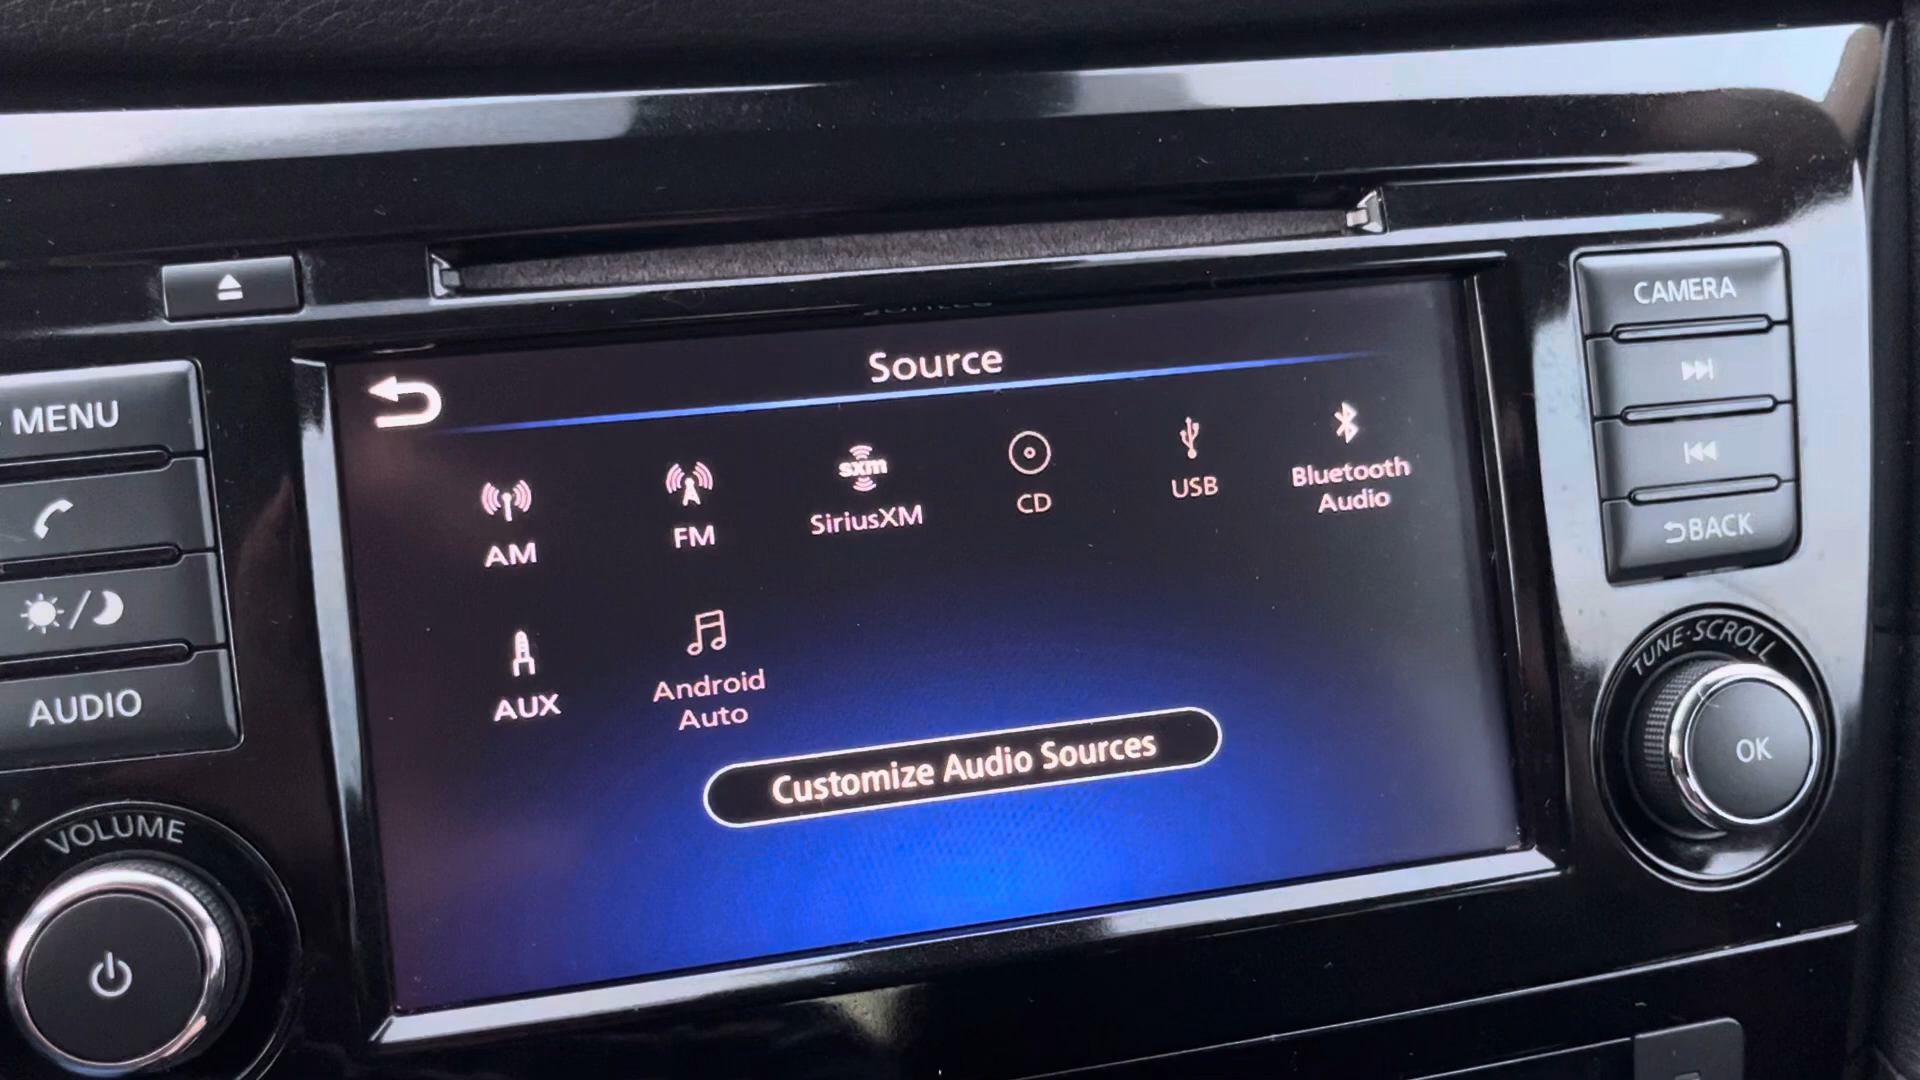 Source
AM
FM
sxm
SiriusXM
CD
USB
Bluetooth
Audio
AUX
Android
Auto
Customize Audio Sources
MENU
AUDIO
VOLUME
CAMERA
BACK
TUNE·SCROLL
OK